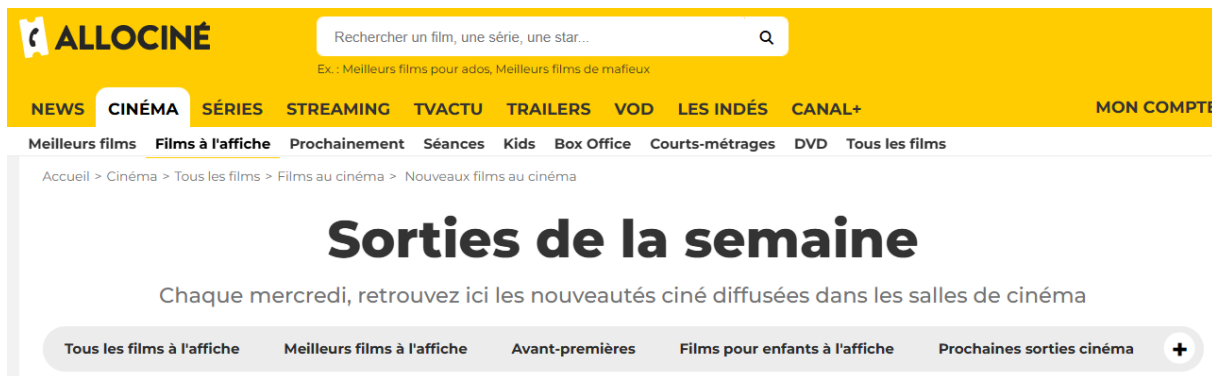 ALLOCINÉ
Rechercher un film, une série, une star...
Ex. : Meilleurs films pour ados, Meilleurs films de mafieux
NEWS CINÉMA SÉRIES STREAMING TVACTU TRAILERS VOD LES INDÉS CANAL+ MON COMPTE
Meilleurs films Films à l'affiche Prochainement Séances Kids Box Office Courts-métrages DVD Tous les films
Accueil > Cinéma > Tous les films > Films au cinéma > Nouveaux films au cinéma
Sorties de la semaine
Chaque mercredi, retrouvez ici les nouveautés ciné diffusées dans les salles de cinéma
Tous les films à l'affiche Meilleurs films à l'affiche Avant-premières Films pour enfants à l'affiche Prochaines sorties cinéma +